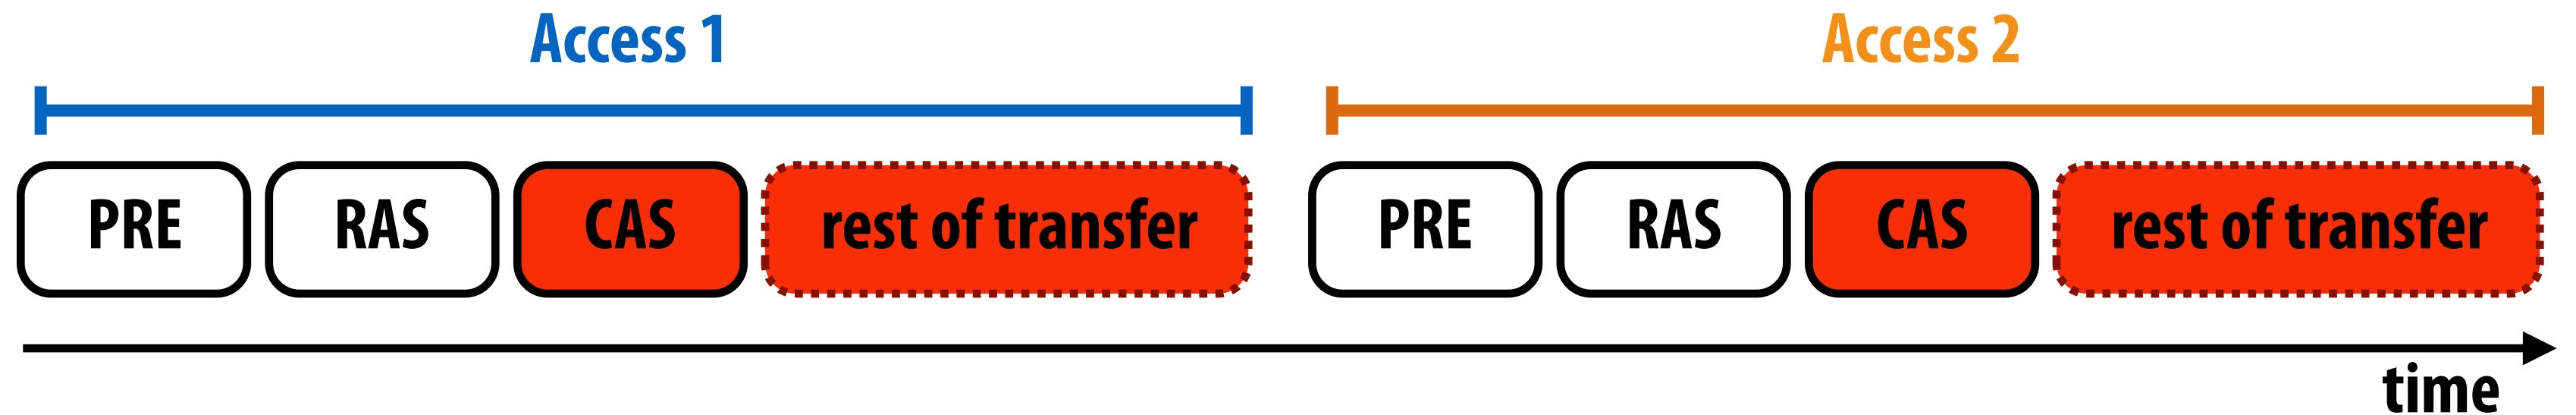 Access 1 Access 2
PRE RAS CAS rest of transfer PRE RAS CAS rest of transfer
time